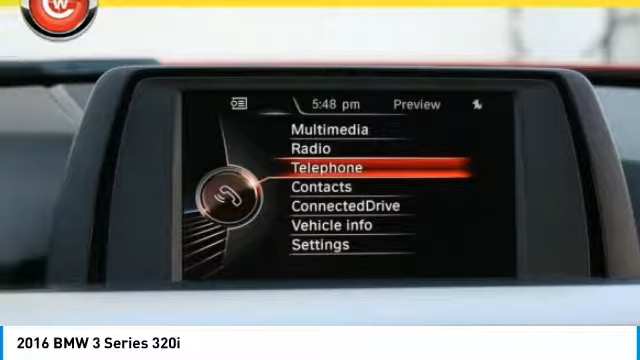 5:48 pm Preview
Multimedia
Radio
Telephone
Contacts
ConnectedDrive
Vehicle info
Settings
2016 BMW 3 Series 320i